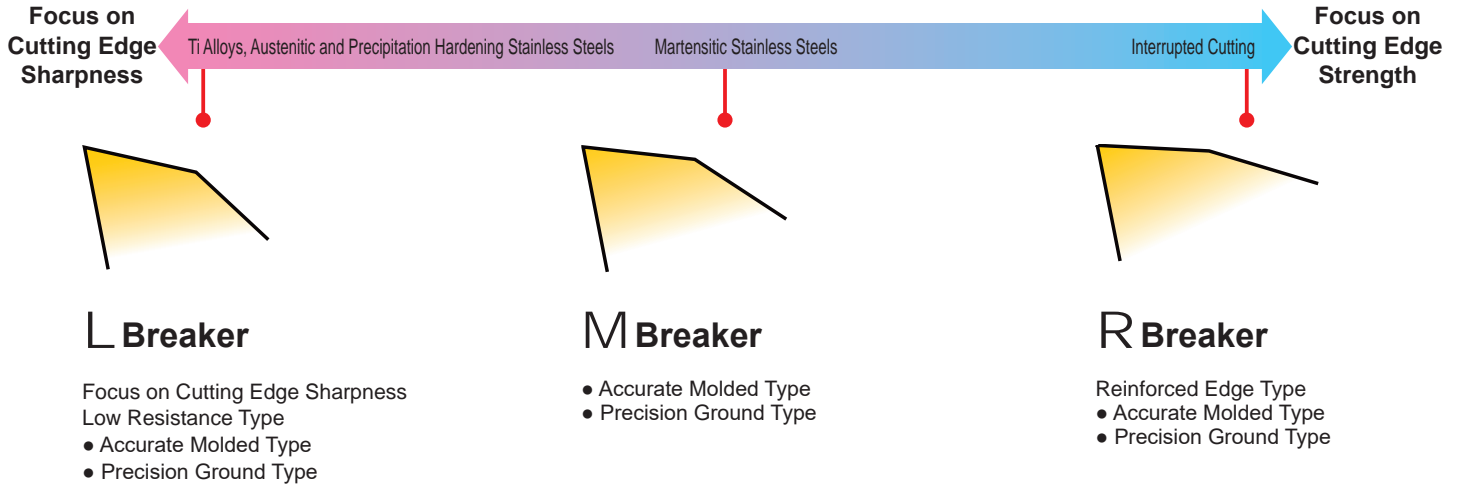 Focus on
Cutting Edge
Sharpness
Ti Alloys, Austenitic and Precipitation Hardening Stainless Steels
Martensitic Stainless Steels
Interrupted Cutting
Focus on
Cutting Edge
Strength
L Breaker
Focus on Cutting Edge Sharpness
Low Resistance Type
● Accurate Molded Type
● Precision Ground Type
M Breaker
● Accurate Molded Type
● Precision Ground Type
R Breaker
Reinforced Edge Type
● Accurate Molded Type
● Precision Ground Type